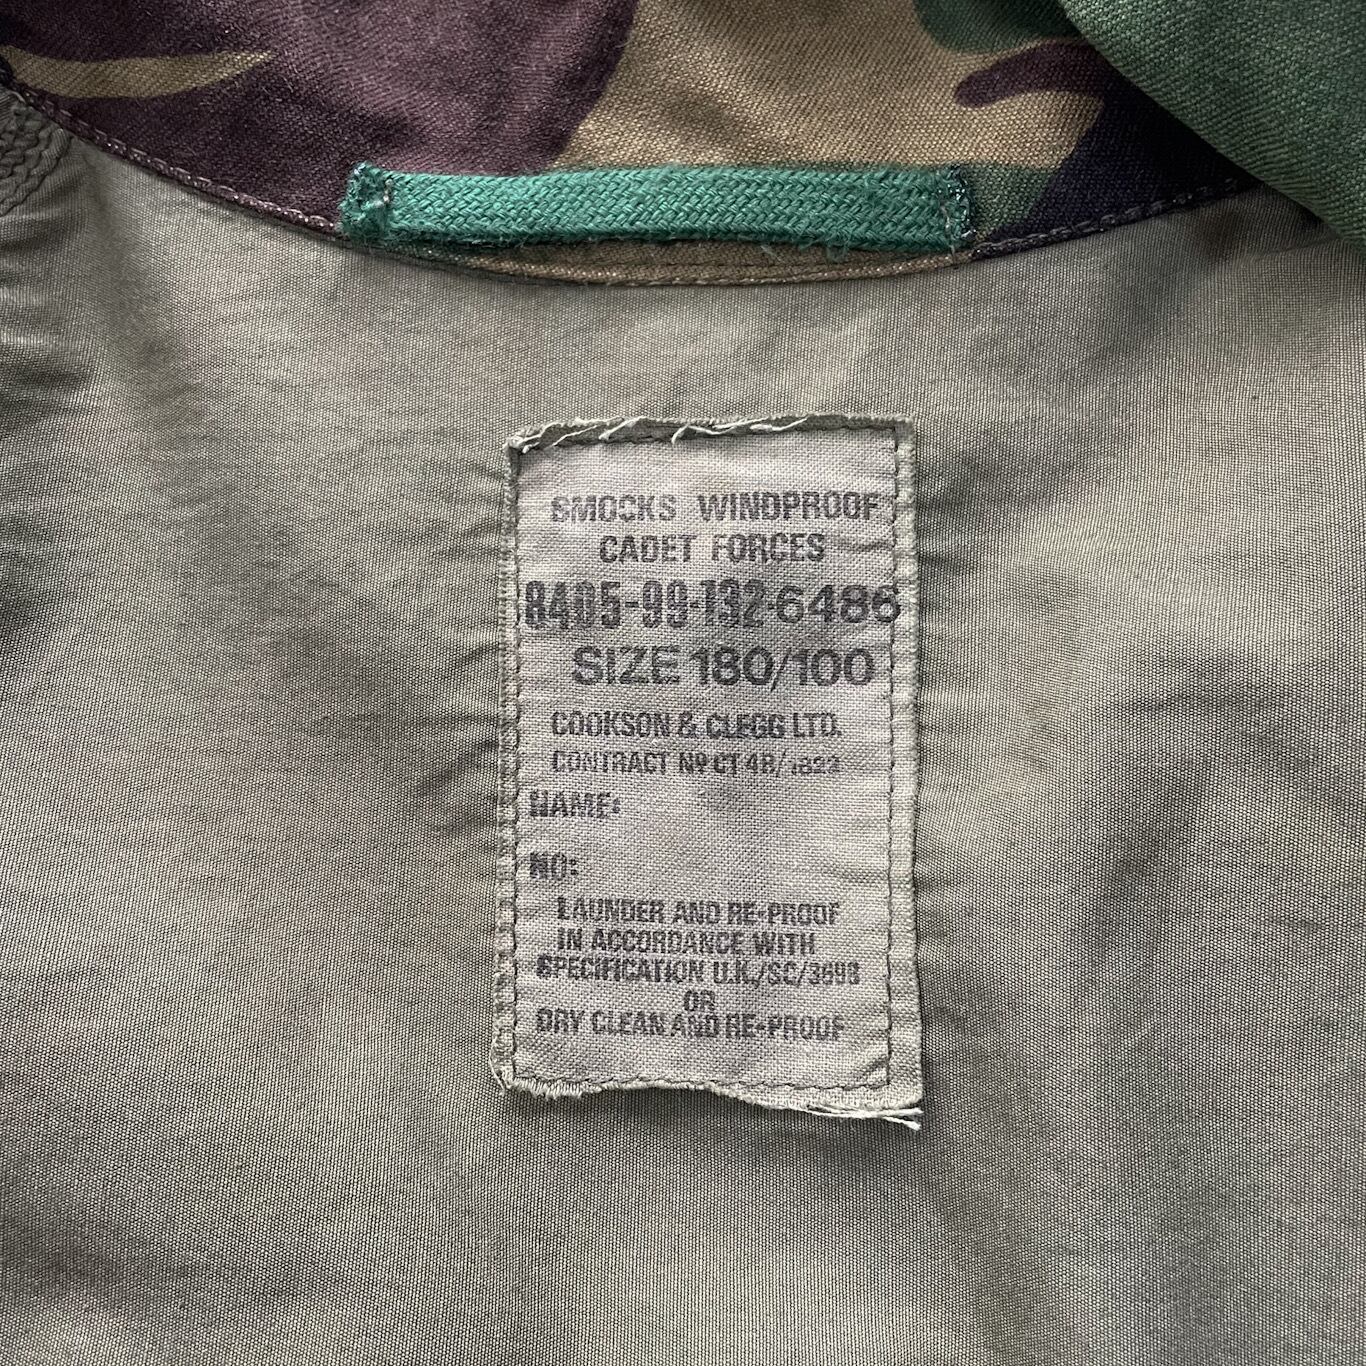 SMOCKS WINDPROOF
CADET FORCES
8405-99-132-6486
SIZE 180/100
COOKSON & CLEGG LTD.
CONTRACT Nº CT 4B/
NAME:
NO:
LAUNDER AND RE-PROOF
IN ACCORDANCE WITH
SPECIFICATION U.K./SC/3698
OR
DRY CLEAN AND RE-PROOF